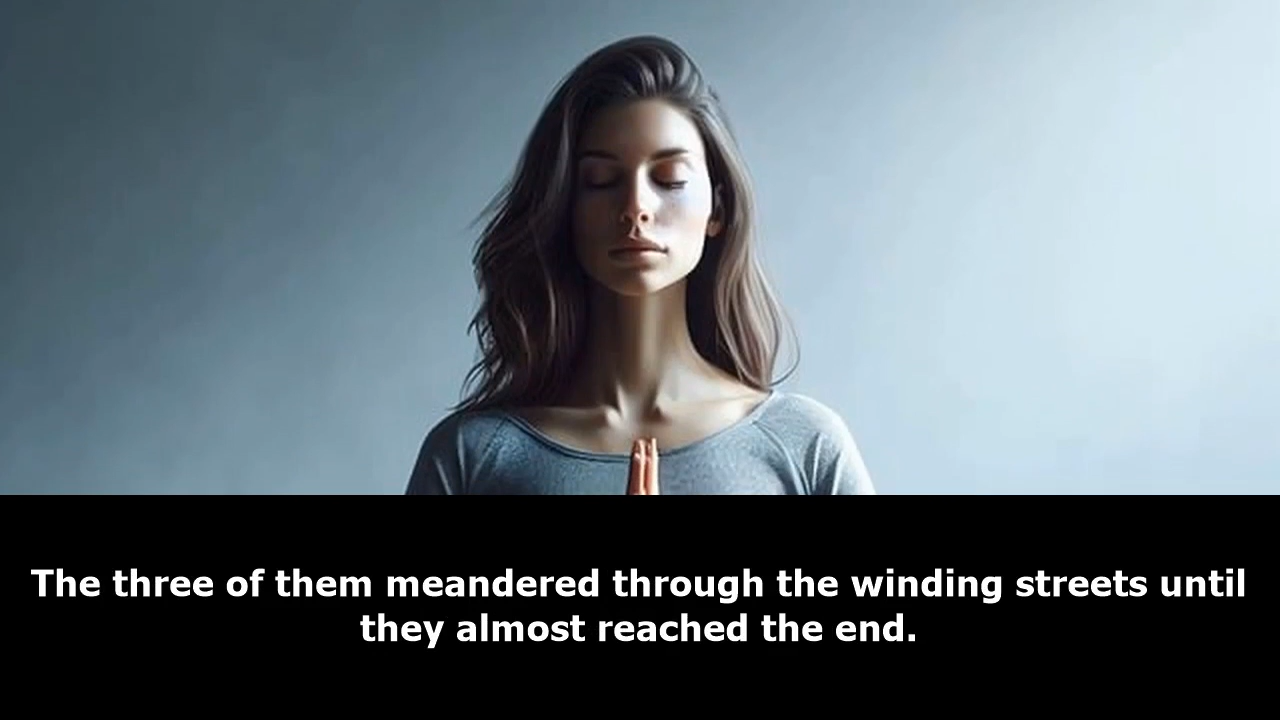 The three of them meandered through the winding streets until
they almost reached the end.